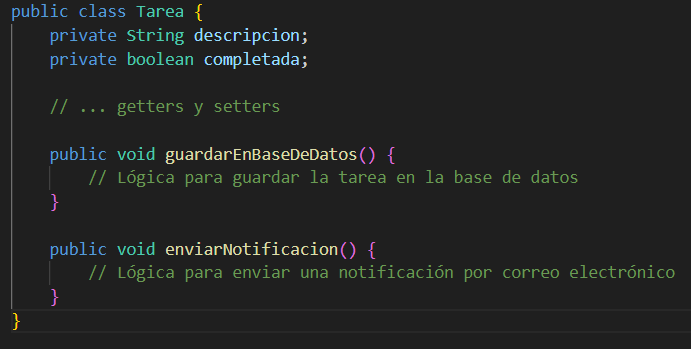 public class Tarea {
private String descripcion;
private boolean completada;
// ... getters y setters
public void guardarEnBaseDeDatos() {
// Lógica para guardar la tarea en la base de datos
}
public void enviarNotificacion() {
// Lógica para enviar una notificación por correo electrónico
}
}